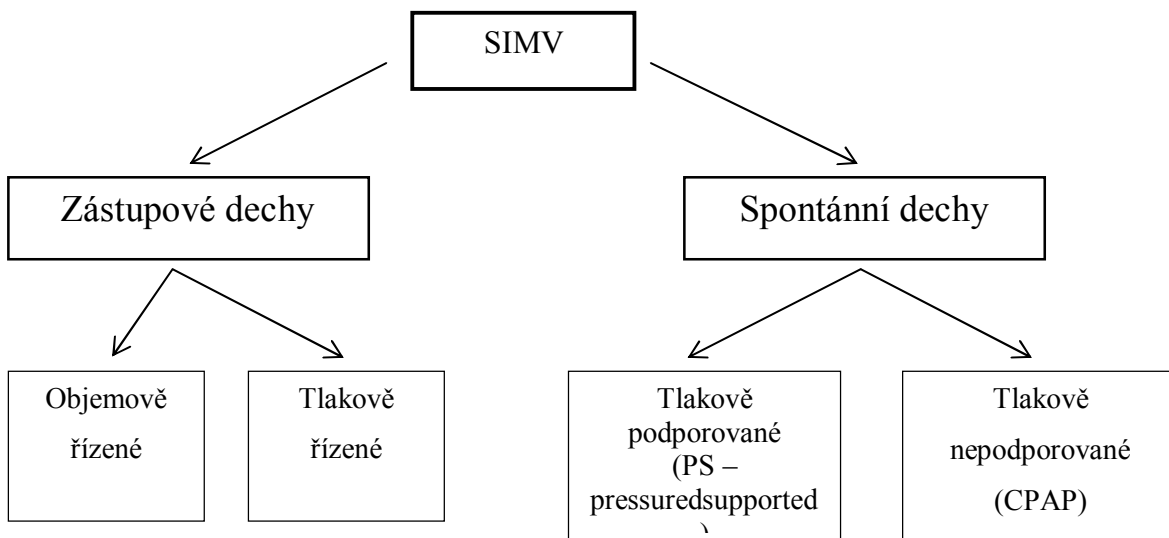 SIMV
Zástupové dechy
Spontánní dechy
Objemově
řízené
Tlakově
řízené
Tlakově
podporované
(PS –
pressuredsupported
)
Tlakově
nepodporované
(CPAP)